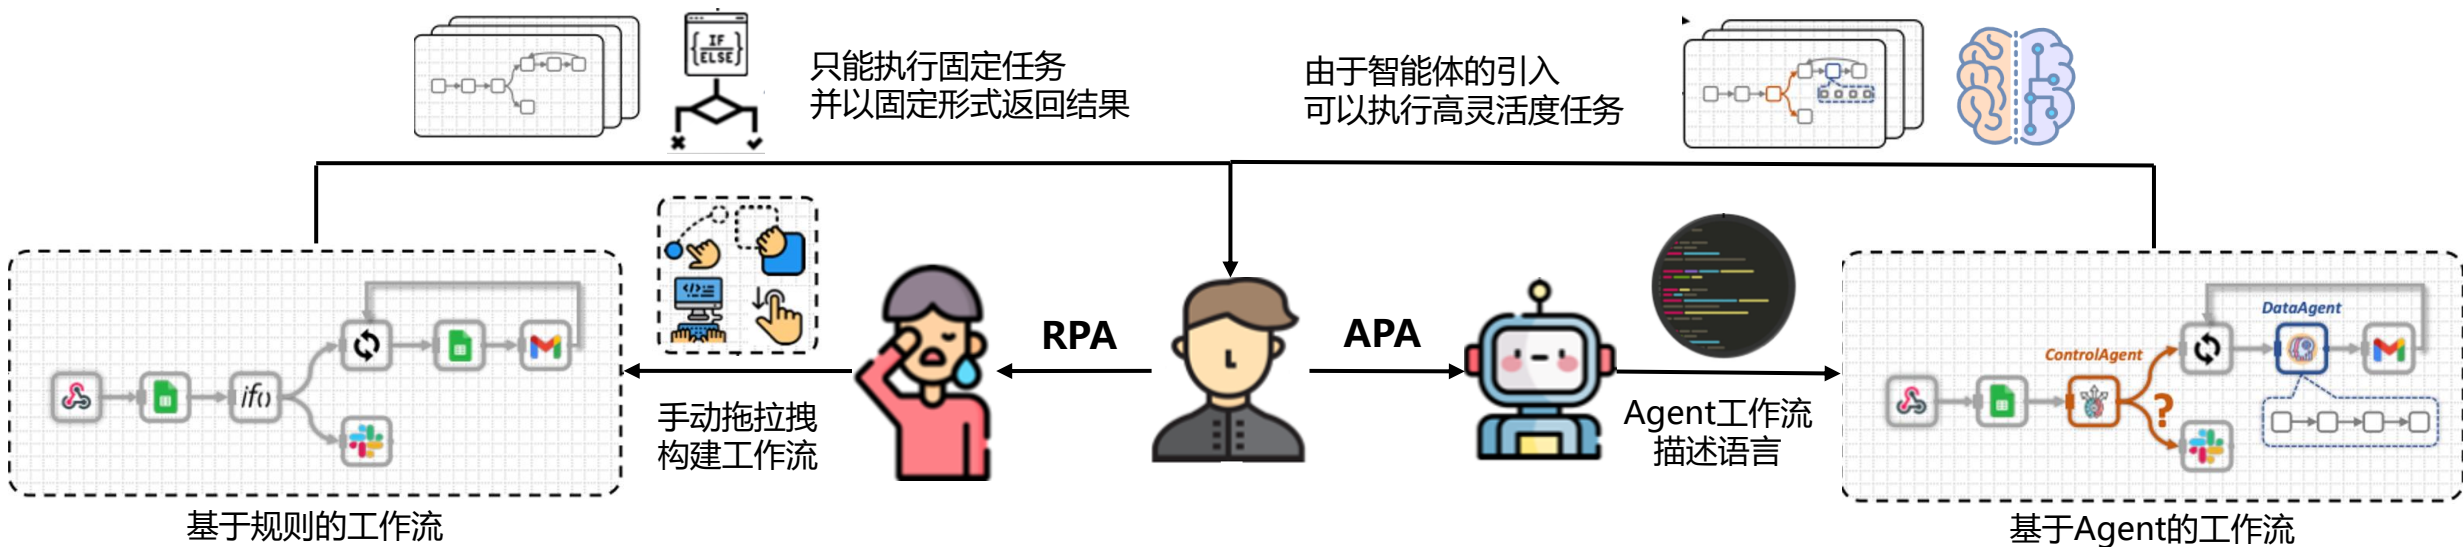 IF
ELSE
只能执行固定任务
并以固定形式返回结果
由于智能体的引入
可以执行高灵活度任务
RPA
APA
手动拖拉拽
构建工作流
Agent工作流
描述语言
if()
</>
DataAgent
ControlAgent
?
基于规则的工作流
基于Agent的工作流